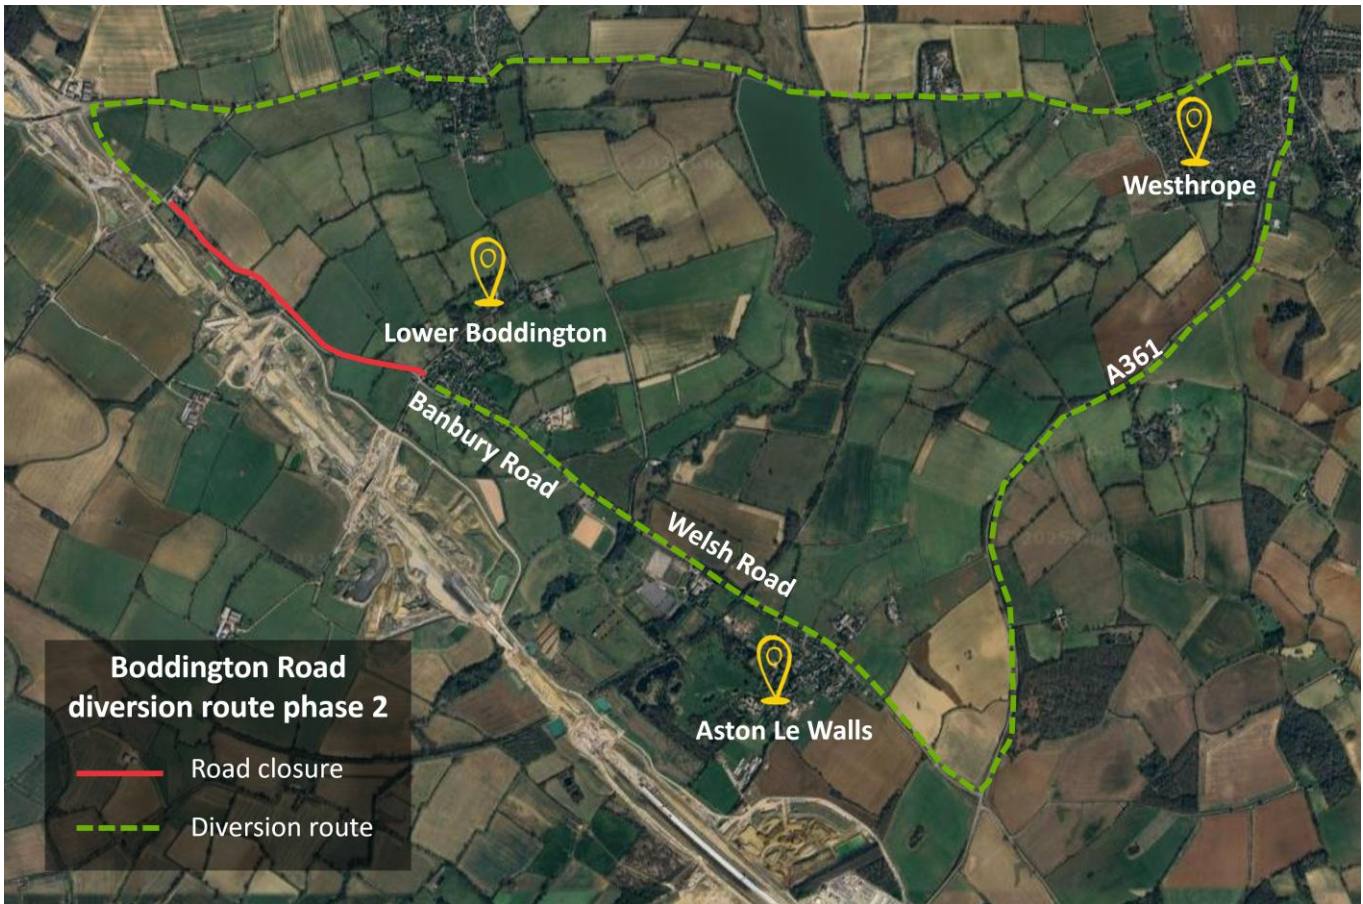 Westhrope
Lower Boddington
A361
Banbury Road
Welsh Road
Aston Le Walls
Boddington Road
diversion route phase 2
Road closure
Diversion route